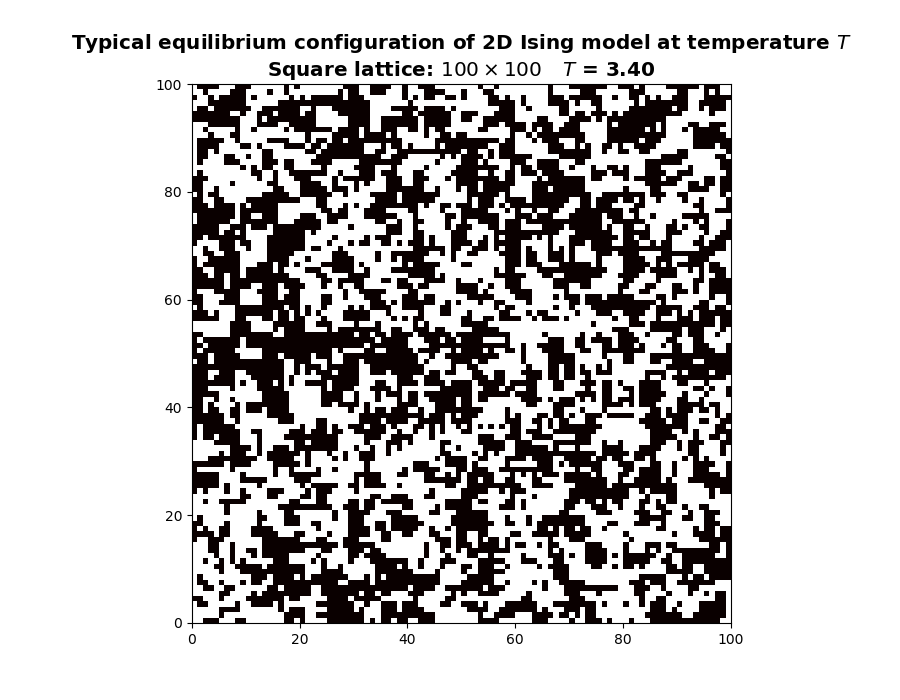 Typical equilibrium configuration of 2D Ising model at temperature T
Square lattice: 100 × 100 T = 3.40
100
80
60
40
20
0
0 20 40 60 80 100